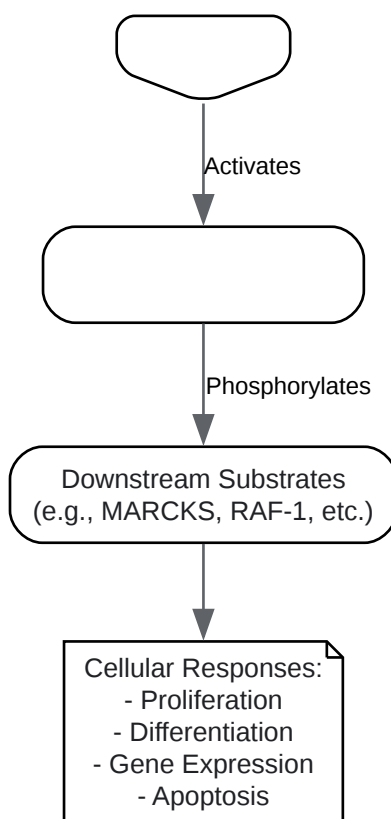 Activates
Phosphorylates
Downstream Substrates
(e.g., MARCKS, RAF-1, etc.)
Cellular Responses:
- Proliferation
- Differentiation
- Gene Expression
- Apoptosis